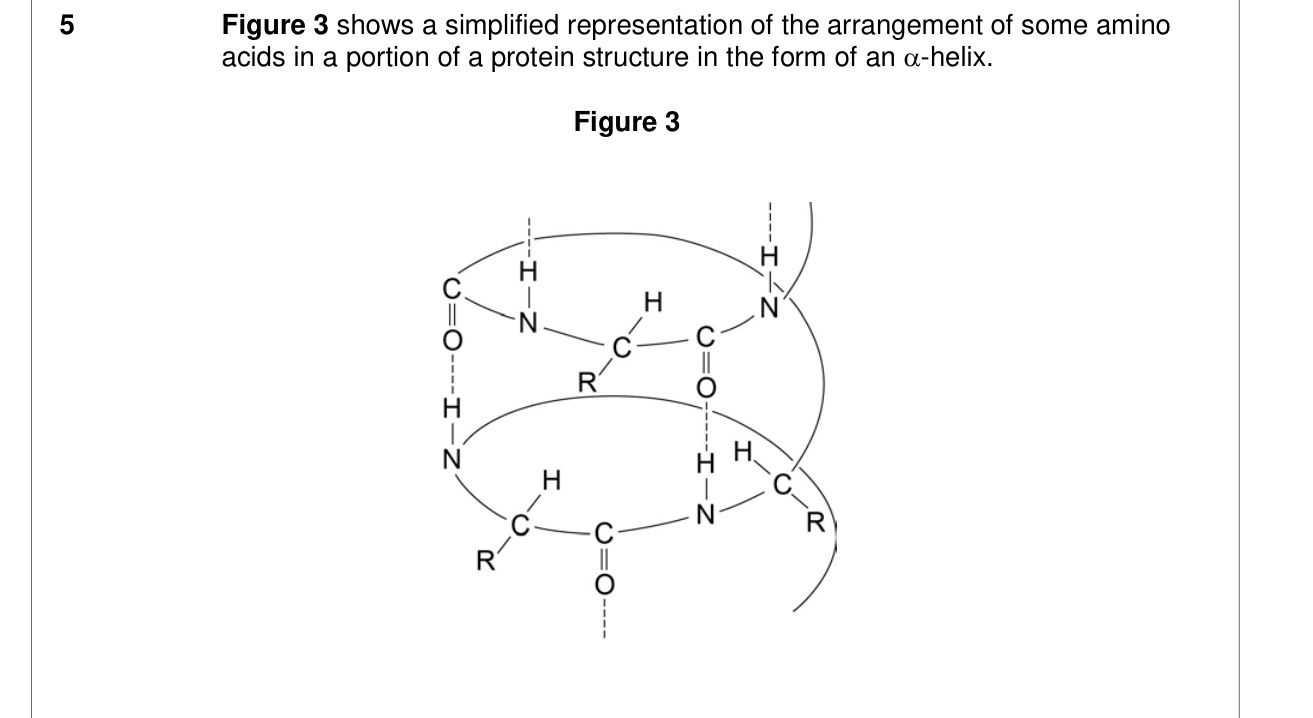 5 Figure 3 shows a simplified representation of the arrangement of some amino
acids in a portion of a protein structure in the form of an α-helix.
Figure 3
H
H
C H
N N
O C C
R O
H
H H
N H C
N R
C C
R O